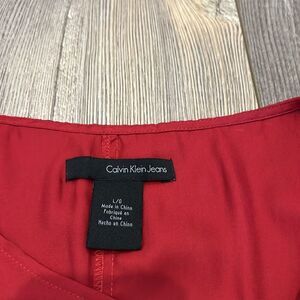 Calvin Klein Jeans
L/G
Made in China
Fabriqué en
Chine
Hecho en China